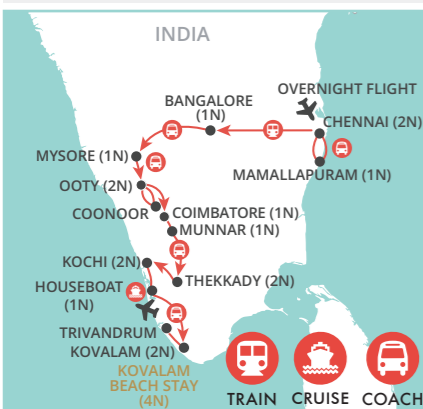 INDIA
OVERNIGHT FLIGHT
BANGALORE
(1N)
CHENNAI (2N)
MYSORE (1N)
MAMALLAPURAM (1N)
OOTY (2N)
COONOOR
COIMBATORE (1N)
MUNNAR (1N)
KOCHI (2N)
THEKKADY (2N)
HOUSEBOAT
(1N)
TRIVANDRUM
KOVALAM (2N)
KOVALAM
BEACH STAY
(4N)
TRAIN CRUISE COACH